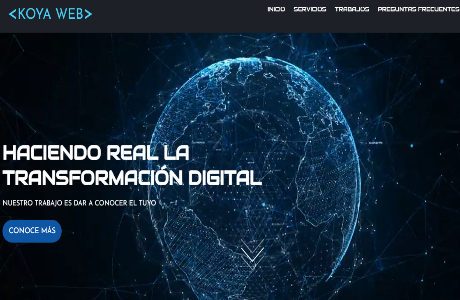 <KOYA WEB>
INICIO SERVICIOS TRABAJOS PREGUNTAS FRECUENTES
HACIENDO REAL LA
TRANSFORMACIÓN DIGITAL
NUESTRO TRABAJO ES DAR A CONOCER EL TUYO
CONOCE MÁS